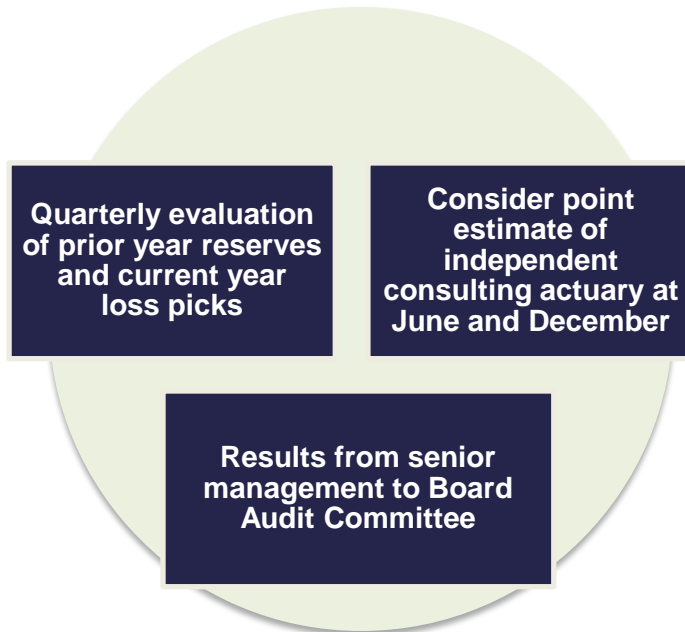 Quarterly evaluation
of prior year reserves
and current year
loss picks
Consider point
estimate of
independent
consulting actuary at
June and December
Results from senior
management to Board
Audit Committee